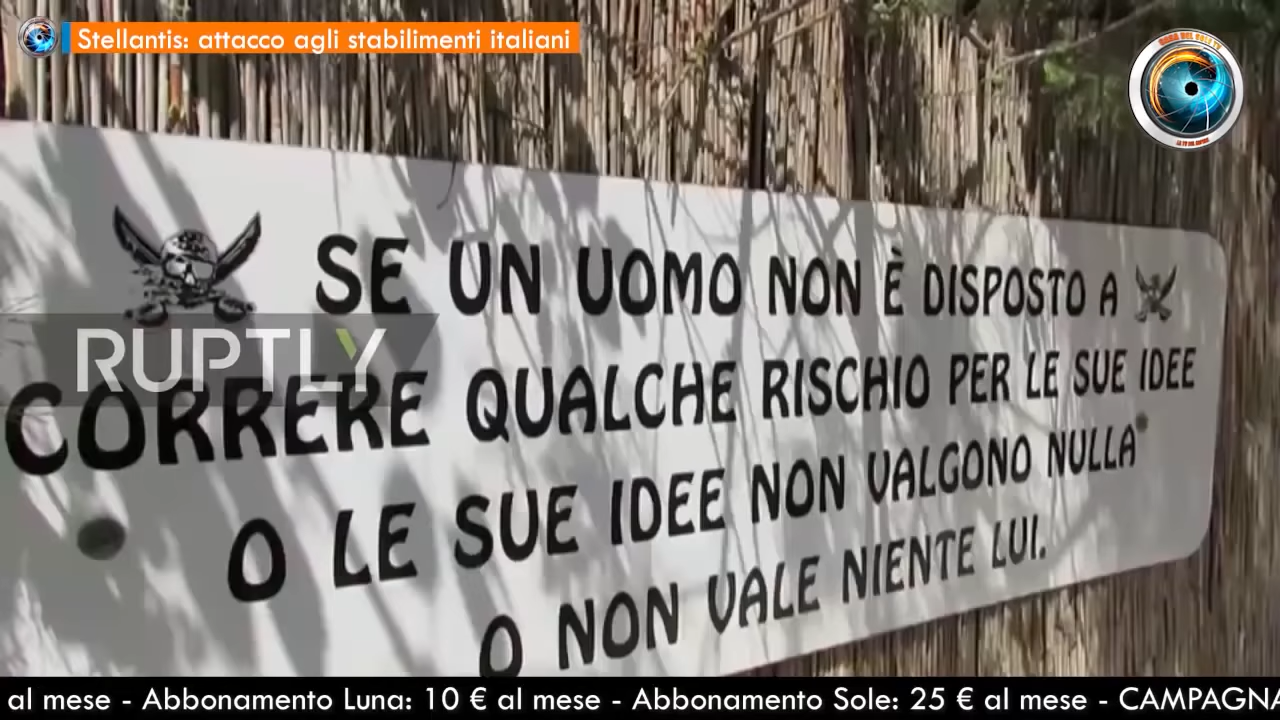 Stellantis: attacco agli stabilimenti italiani
SE UN UOMO NON È DISPOSTO A
RUPTLY
CORRERE QUALCHE RISCHIO PER LE SUE IDEE
O LE SUE IDEE NON VALGONO NULLA
O NON VALE NIENTE LUI.
al mese - Abbonamento Luna: 10 € al mese - Abbonamento Sole: 25 € al mese - CAMPAGNA